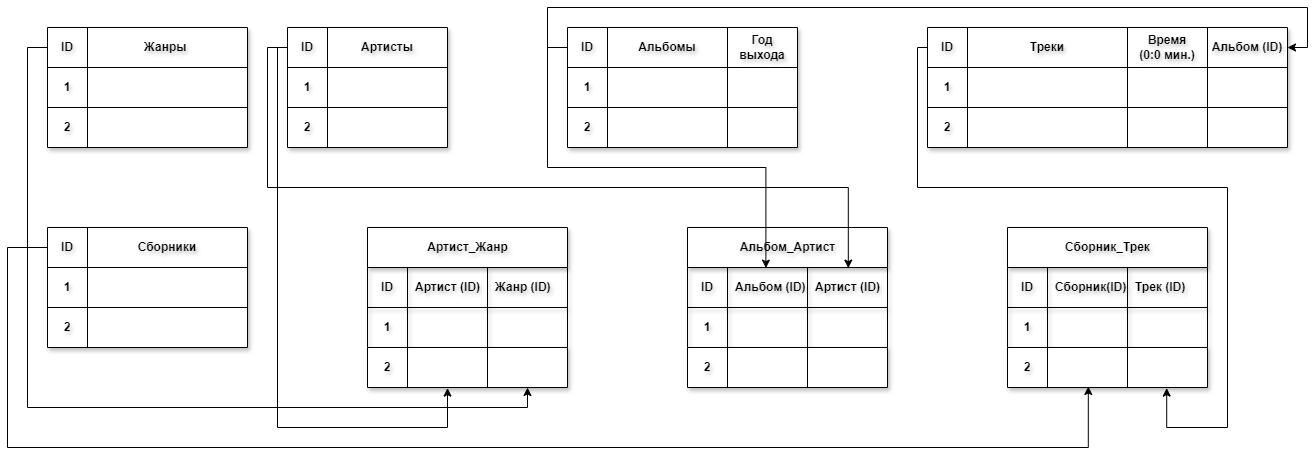 ID Жанры
1
2
ID Артисты
1
2
ID Альбомы Год
выхода
1
2
ID Треки Время
(0:0 мин.) Альбом (ID)
1
2
ID Сборники
1
2
Артист_Жанр
ID Артист (ID) Жанр (ID)
1
2
Альбом_Артист
ID Альбом (ID) Артист (ID)
1
2
Сборник_Трек
ID Сборник(ID) Трек (ID)
1
2